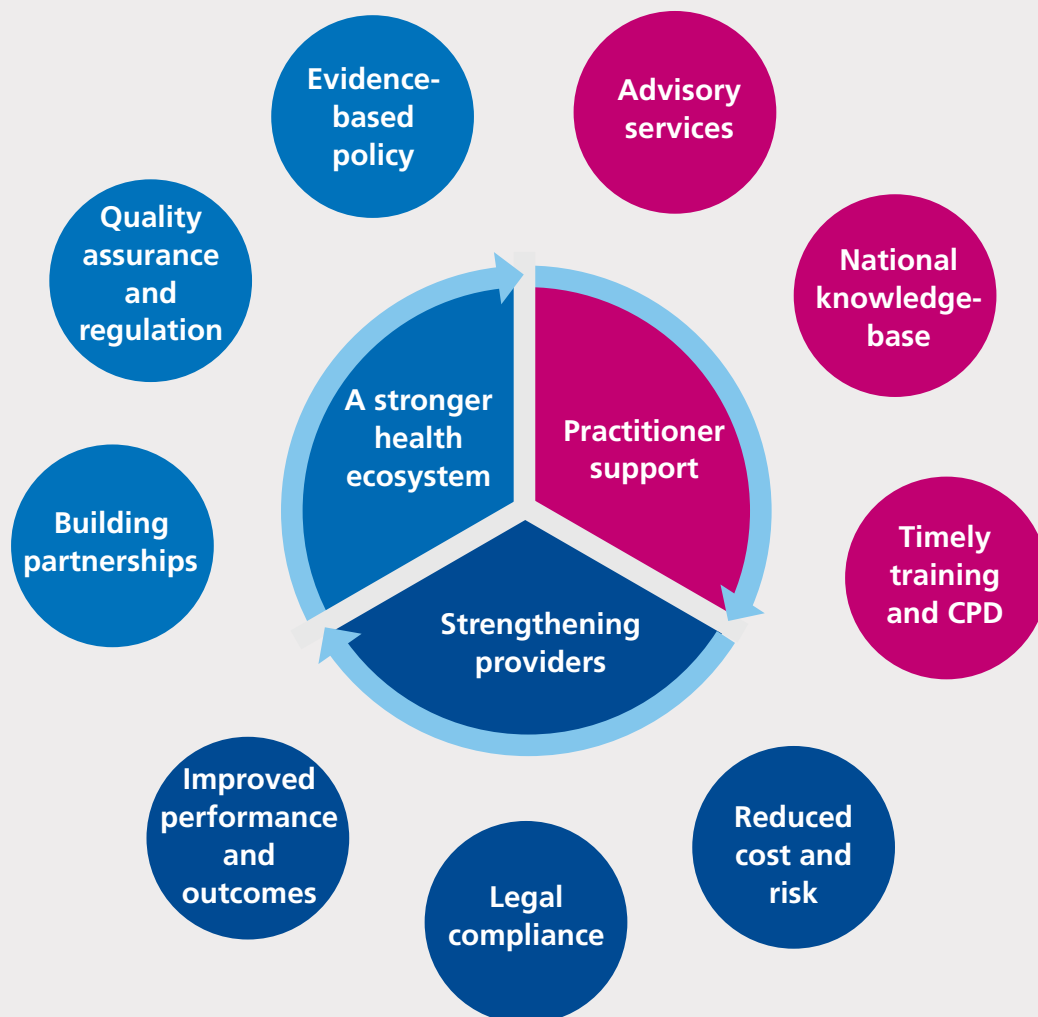 Evidence-
based
policy
Advisory
services
Quality
assurance
and
regulation
National
knowledge-
base
A stronger
health
ecosystem
Practitioner
support
Building
partnerships
Timely
training
and CPD
Strengthening
providers
Improved
performance
and
outcomes
Reduced
cost and
risk
Legal
compliance